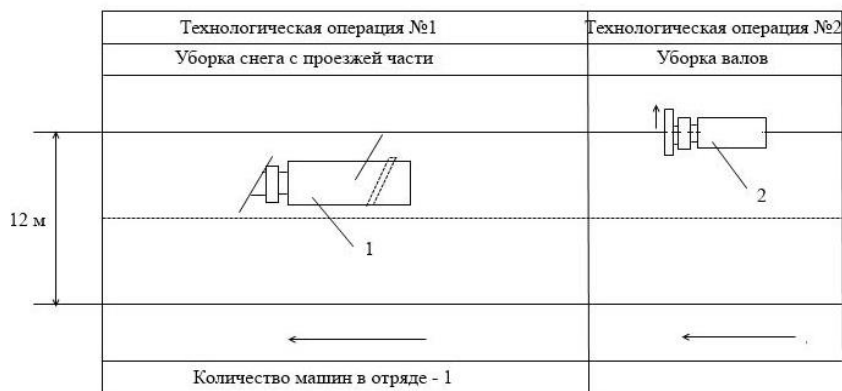 Технологическая операция №1
Технологическая операция №2
Уборка снега с проезжей части
Уборка валов
2
12 м
1
Количество машин в отряде - 1